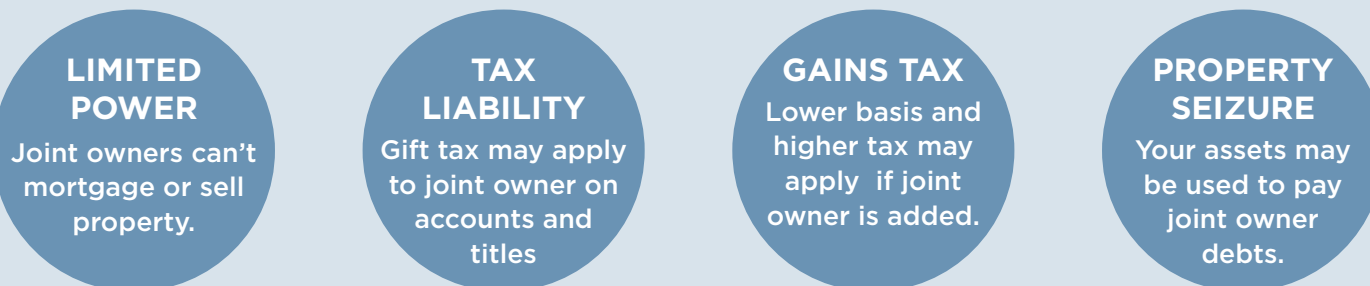 LIMITED
POWER
Joint owners can't
mortgage or sell
property.
TAX
LIABILITY
Gift tax may apply
to joint owner on
accounts and
titles
GAINS TAX
Lower basis and
higher tax may
apply  if joint
owner is added.
PROPERTY
SEIZURE
Your assets may
be used to pay
joint owner
debts.